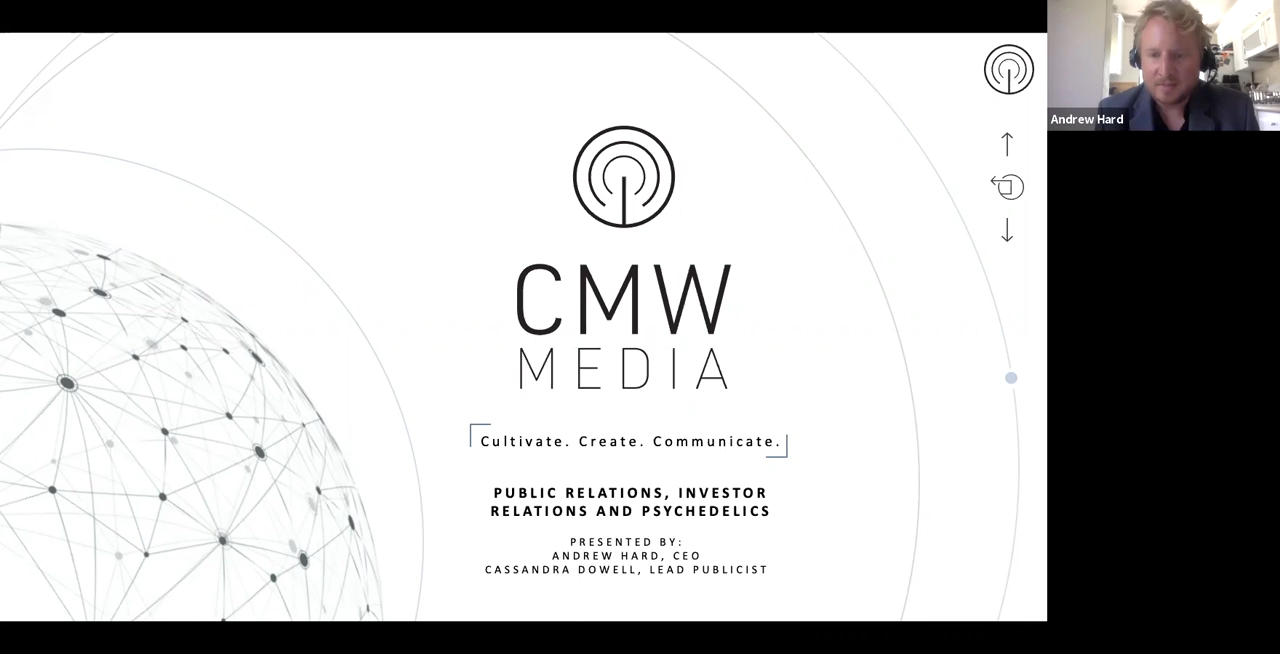 CMW
MEDIA
Cultivate. Create. Communicate.
PUBLIC RELATIONS, INVESTOR
RELATIONS AND PSYCHEDELICS
PRESENTED BY:
ANDREW HARD, CEO
CASSANDRA DOWELL, LEAD PUBLICIST
Andrew Hard